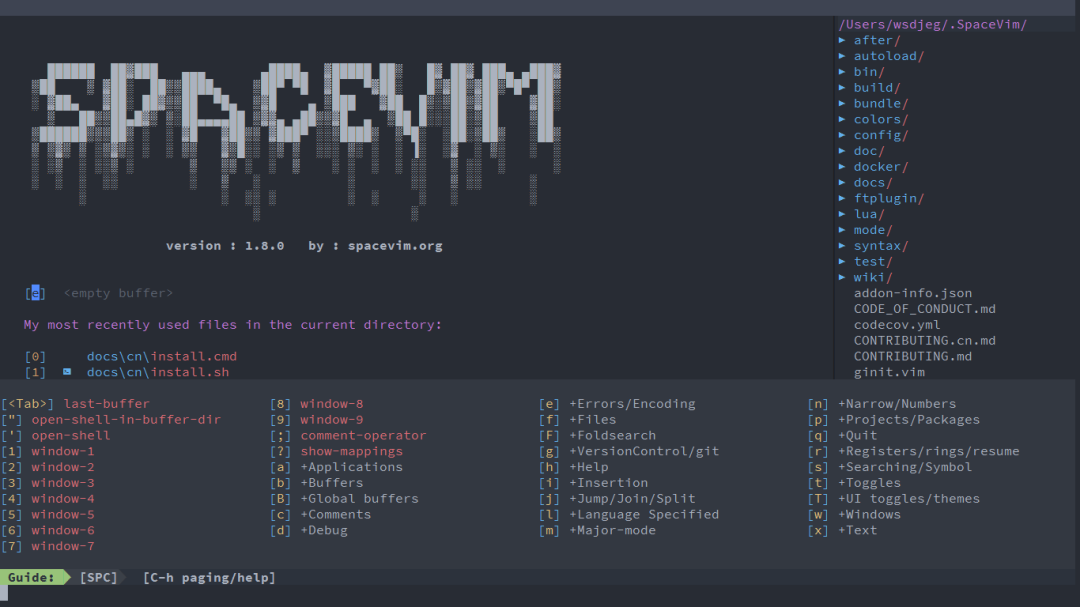 SPACEVIM
version : 1.8.0   by : spacevim.org
[e]  <empty buffer>
My most recently used files in the current directory:
[0]     docs\cn\install.cmd
[1]     docs\cn\install.sh
/Users/wsdjeg/.SpaceVim/
▸ after/
▸ autoload/
▸ bin/
▸ build/
▸ bundle/
▸ colors/
▸ config/
▸ doc/
▸ docker/
▸ docs/
▸ ftplugin/
▸ lua/
▸ mode/
▸ syntax/
▸ test/
▸ wiki/
addon-info.json
CODE_OF_CONDUCT.md
codecov.yml
CONTRIBUTING.cn.md
CONTRIBUTING.md
ginit.vim
[<Tab>] last-buffer
["] open-shell-in-buffer-dir
['] open-shell
[1] window-1
[2] window-2
[3] window-3
[4] window-4
[5] window-5
[6] window-6
[7] window-7
[8] window-8
[9] window-9
[;] comment-operator
[?] show-mappings
[a] +Applications
[b] +Buffers
[B] +Global buffers
[c] +Comments
[d] +Debug
[e] +Errors/Encoding
[f] +Files
[F] +Foldsearch
[g] +VersionControl/git
[h] +Help
[i] +Insertion
[j] +Jump/Join/Split
[l] +Language Specified
[m] +Major-mode
[n] +Narrow/Numbers
[p] +Projects/Packages
[q] +Quit
[r] +Registers/rings/resume
[s] +Searching/Symbol
[t] +Toggles
[T] +UI toggles/themes
[w] +Windows
[x] +Text
Guide:  [SPC]   [C-h paging/help]